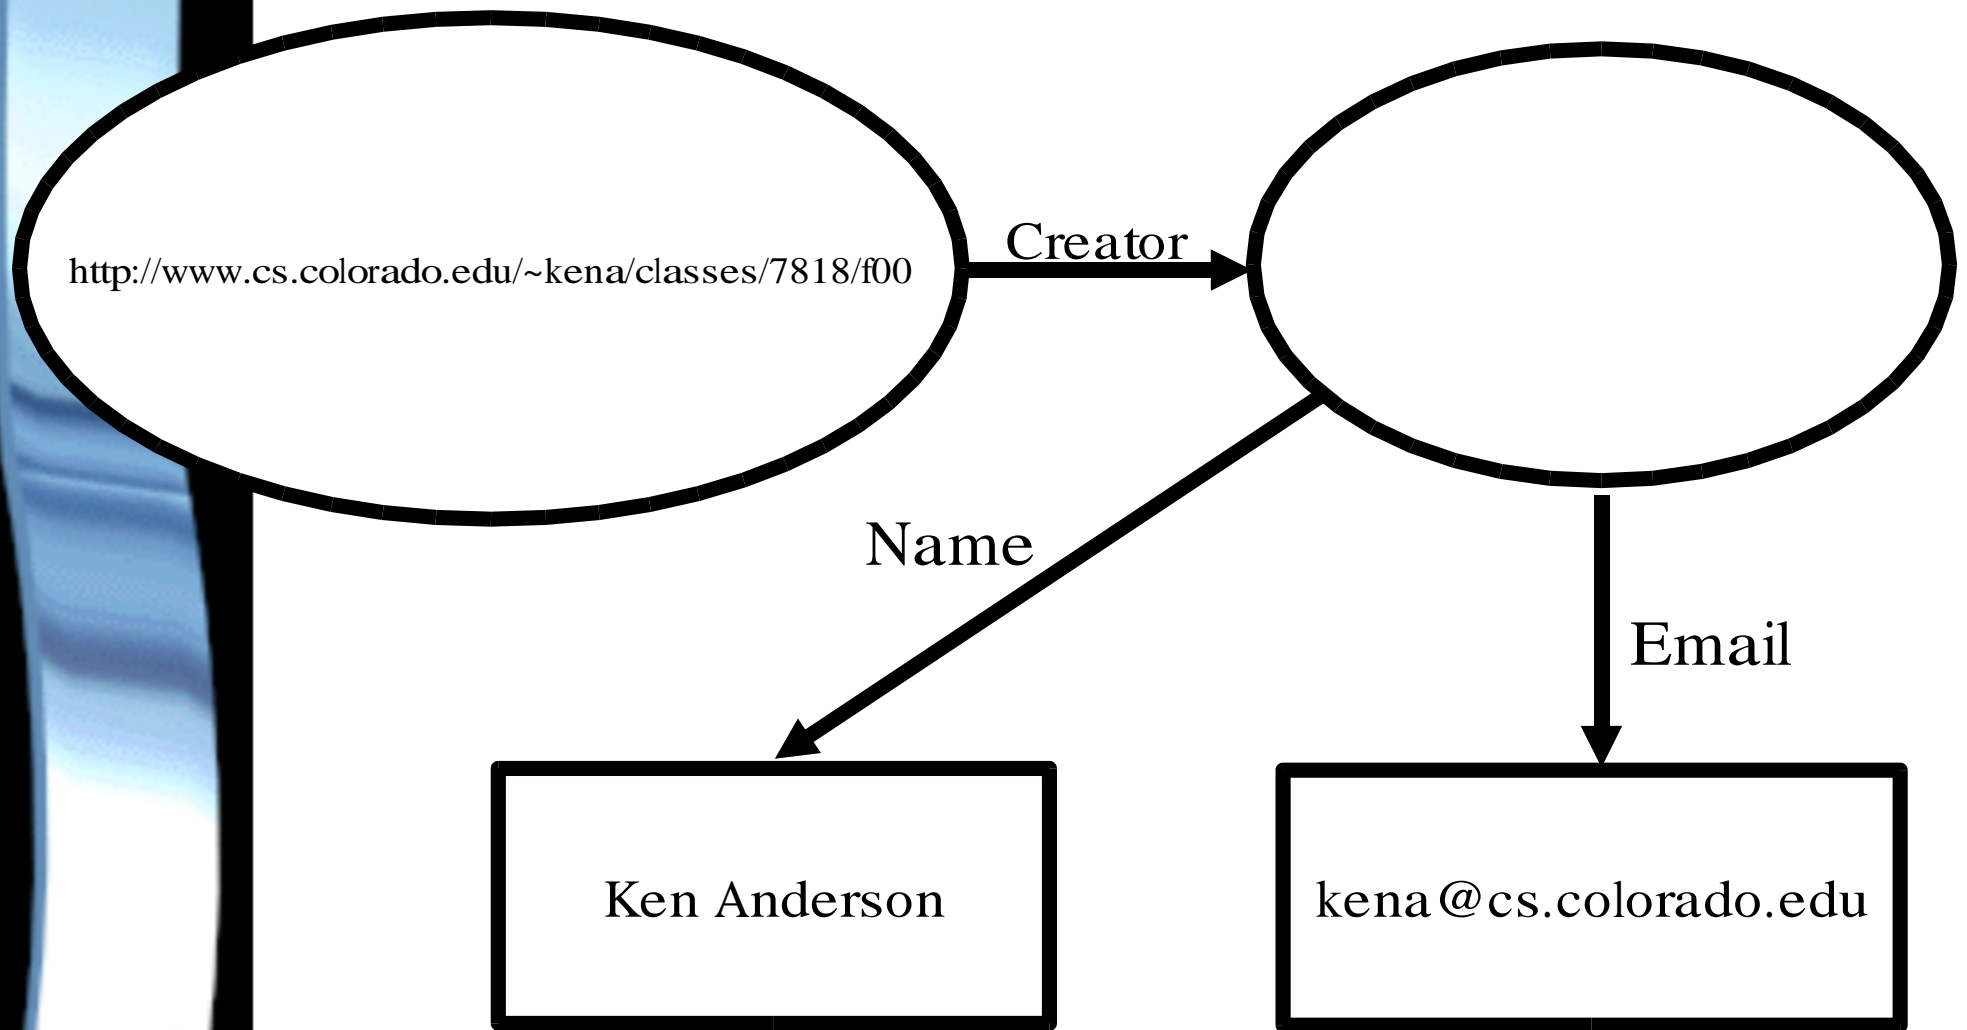 http://www.cs.colorado.edu/~kena/classes/7818/f00
Creator
Name
Email
Ken Anderson
kena@cs.colorado.edu